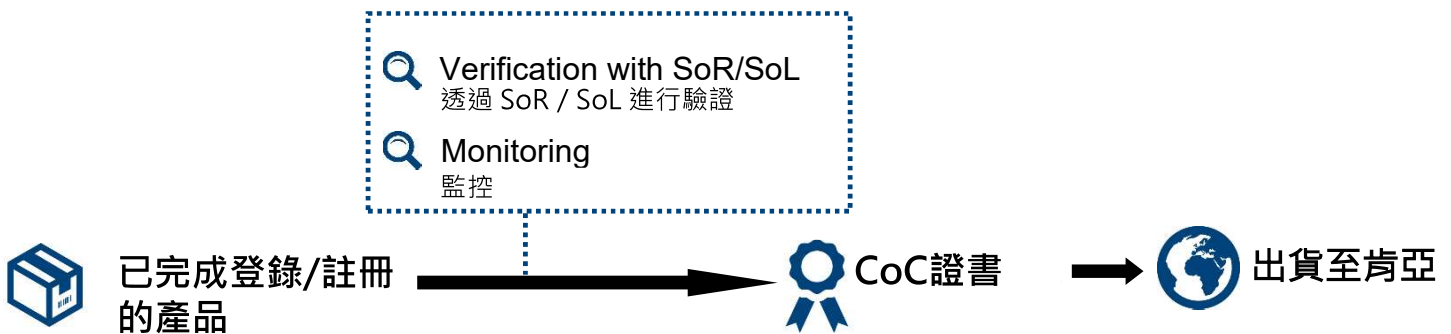 Verification with SoR/SoL
透過 SoR / SoL 進行驗證
Monitoring
監控
已完成登錄/註冊
的產品
CoC證書
出貨至肯亞